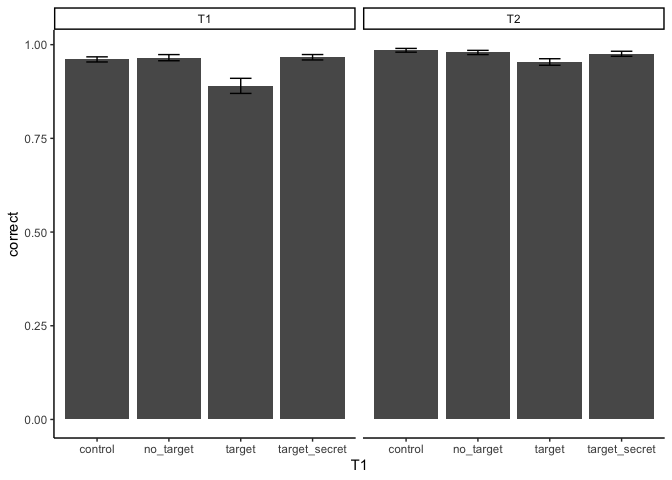 T1
T2
1.00
0.75
0.50
0.25
0.00
correct
control
no_target
target
target_secret
control
no_target
target
target_secret
T1